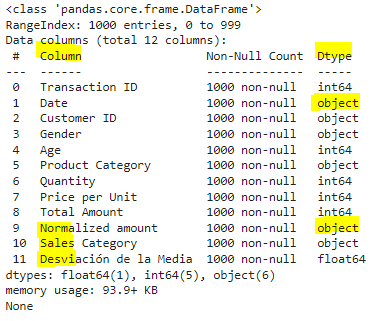 <class 'pandas.core.frame.DataFrame'>
RangeIndex: 1000 entries, 0 to 999
Data columns (total 12 columns):
 #   Column               Non-Null Count  Dtype
---  ------               --------------  -----
 0   Transaction ID       1000 non-null   int64
 1   Date                 1000 non-null   object
 2   Customer ID          1000 non-null   object
 3   Gender               1000 non-null   object
 4   Age                  1000 non-null   int64
 5   Product Category     1000 non-null   object
 6   Quantity             1000 non-null   int64
 7   Price per Unit       1000 non-null   int64
 8   Total Amount         1000 non-null   int64
 9   Normalized amount    1000 non-null   object
 10  Sales Category       1000 non-null   object
 11  Desviación de la Media  1000 non-null   float64
dtypes: float64(1), int64(5), object(6)
memory usage: 93.9+ KB
None